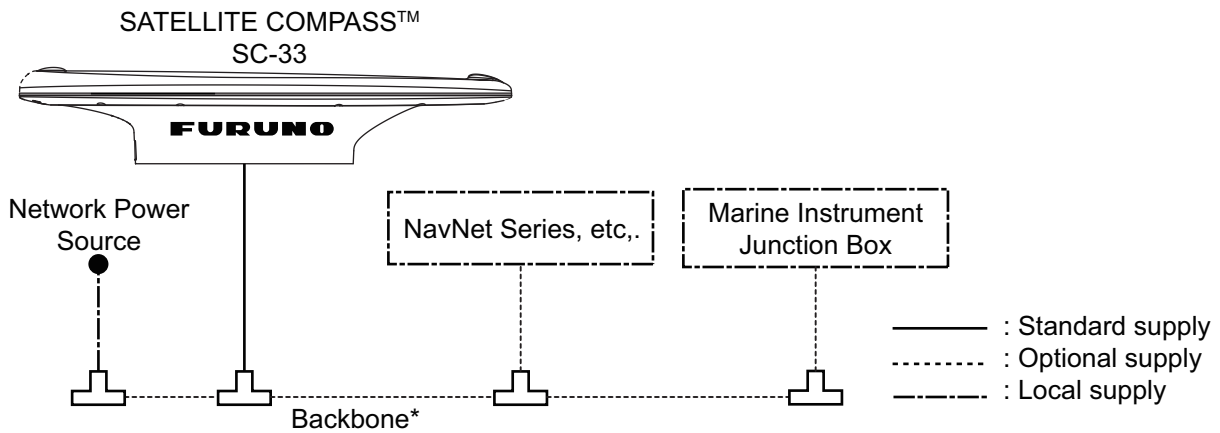 SATELLITE COMPASS™
SC-33
FURUNO
Network Power
Source
NavNet Series, etc,.
Marine Instrument
Junction Box
: Standard supply
: Optional supply
: Local supply
Backbone*